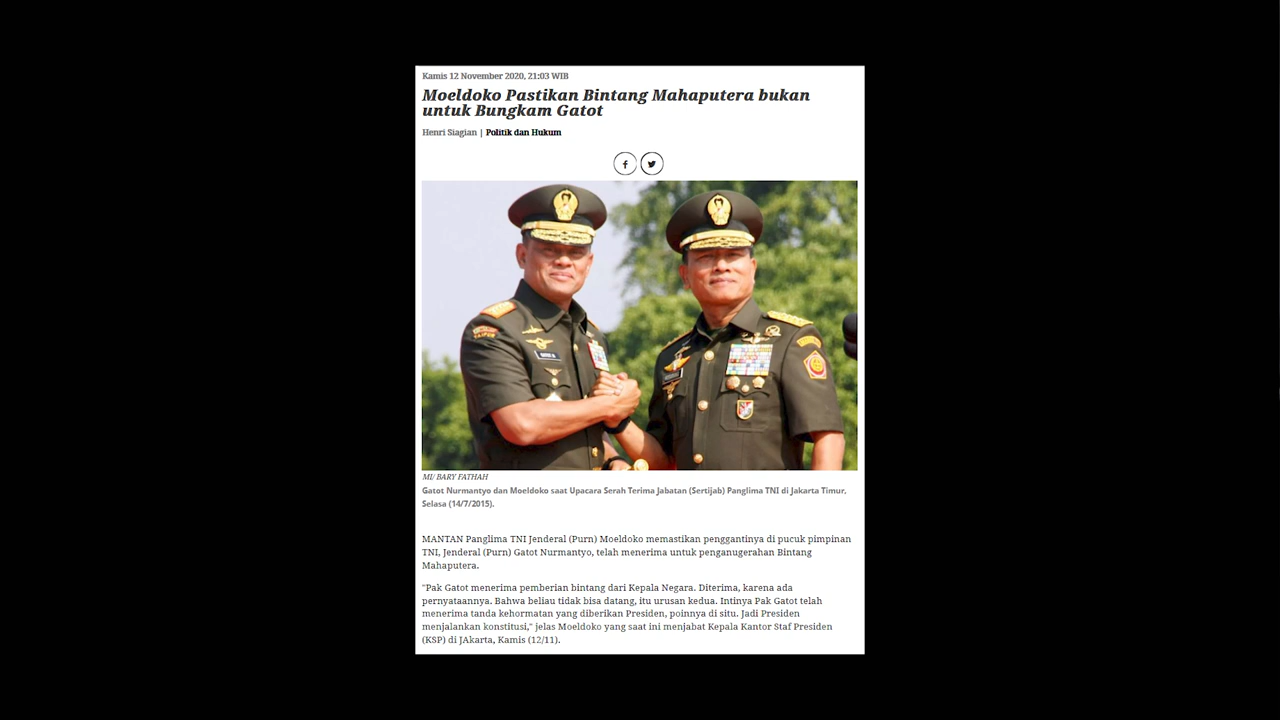 Kamis 12 November 2020, 21:03 WIB
Moeldoko Pastikan Bintang Mahaputera bukan
untuk Bungkam Gatot
Henri Siagian | Politik dan Hukum
MI/ BARY FATHAH
Gatot Nurmantyo dan Moeldoko saat Upacara Serah Terima Jabatan (Sertijab) Panglima TNI di Jakarta Timur,
Selasa (14/7/2015).
MANTAN Panglima TNI Jenderal (Purn) Moeldoko memastikan penggantinya di pucuk pimpinan
TNI, Jenderal (Purn) Gatot Nurmantyo, telah menerima untuk penganugerahan Bintang
Mahaputera.
"Pak Gatot menerima pemberian bintang dari Kepala Negara. Diterima, karena ada
pernyataannya. Bahwa beliau tidak bisa datang, itu urusan kedua. Intinya Pak Gatot telah
menerima tanda kehormatan yang diberikan Presiden, poinnya di situ. Jadi Presiden
menjalankan konstitusi," jelas Moeldoko yang saat ini menjabat Kepala Kantor Staf Presiden
(KSP) di JAkarta, Kamis (12/11).